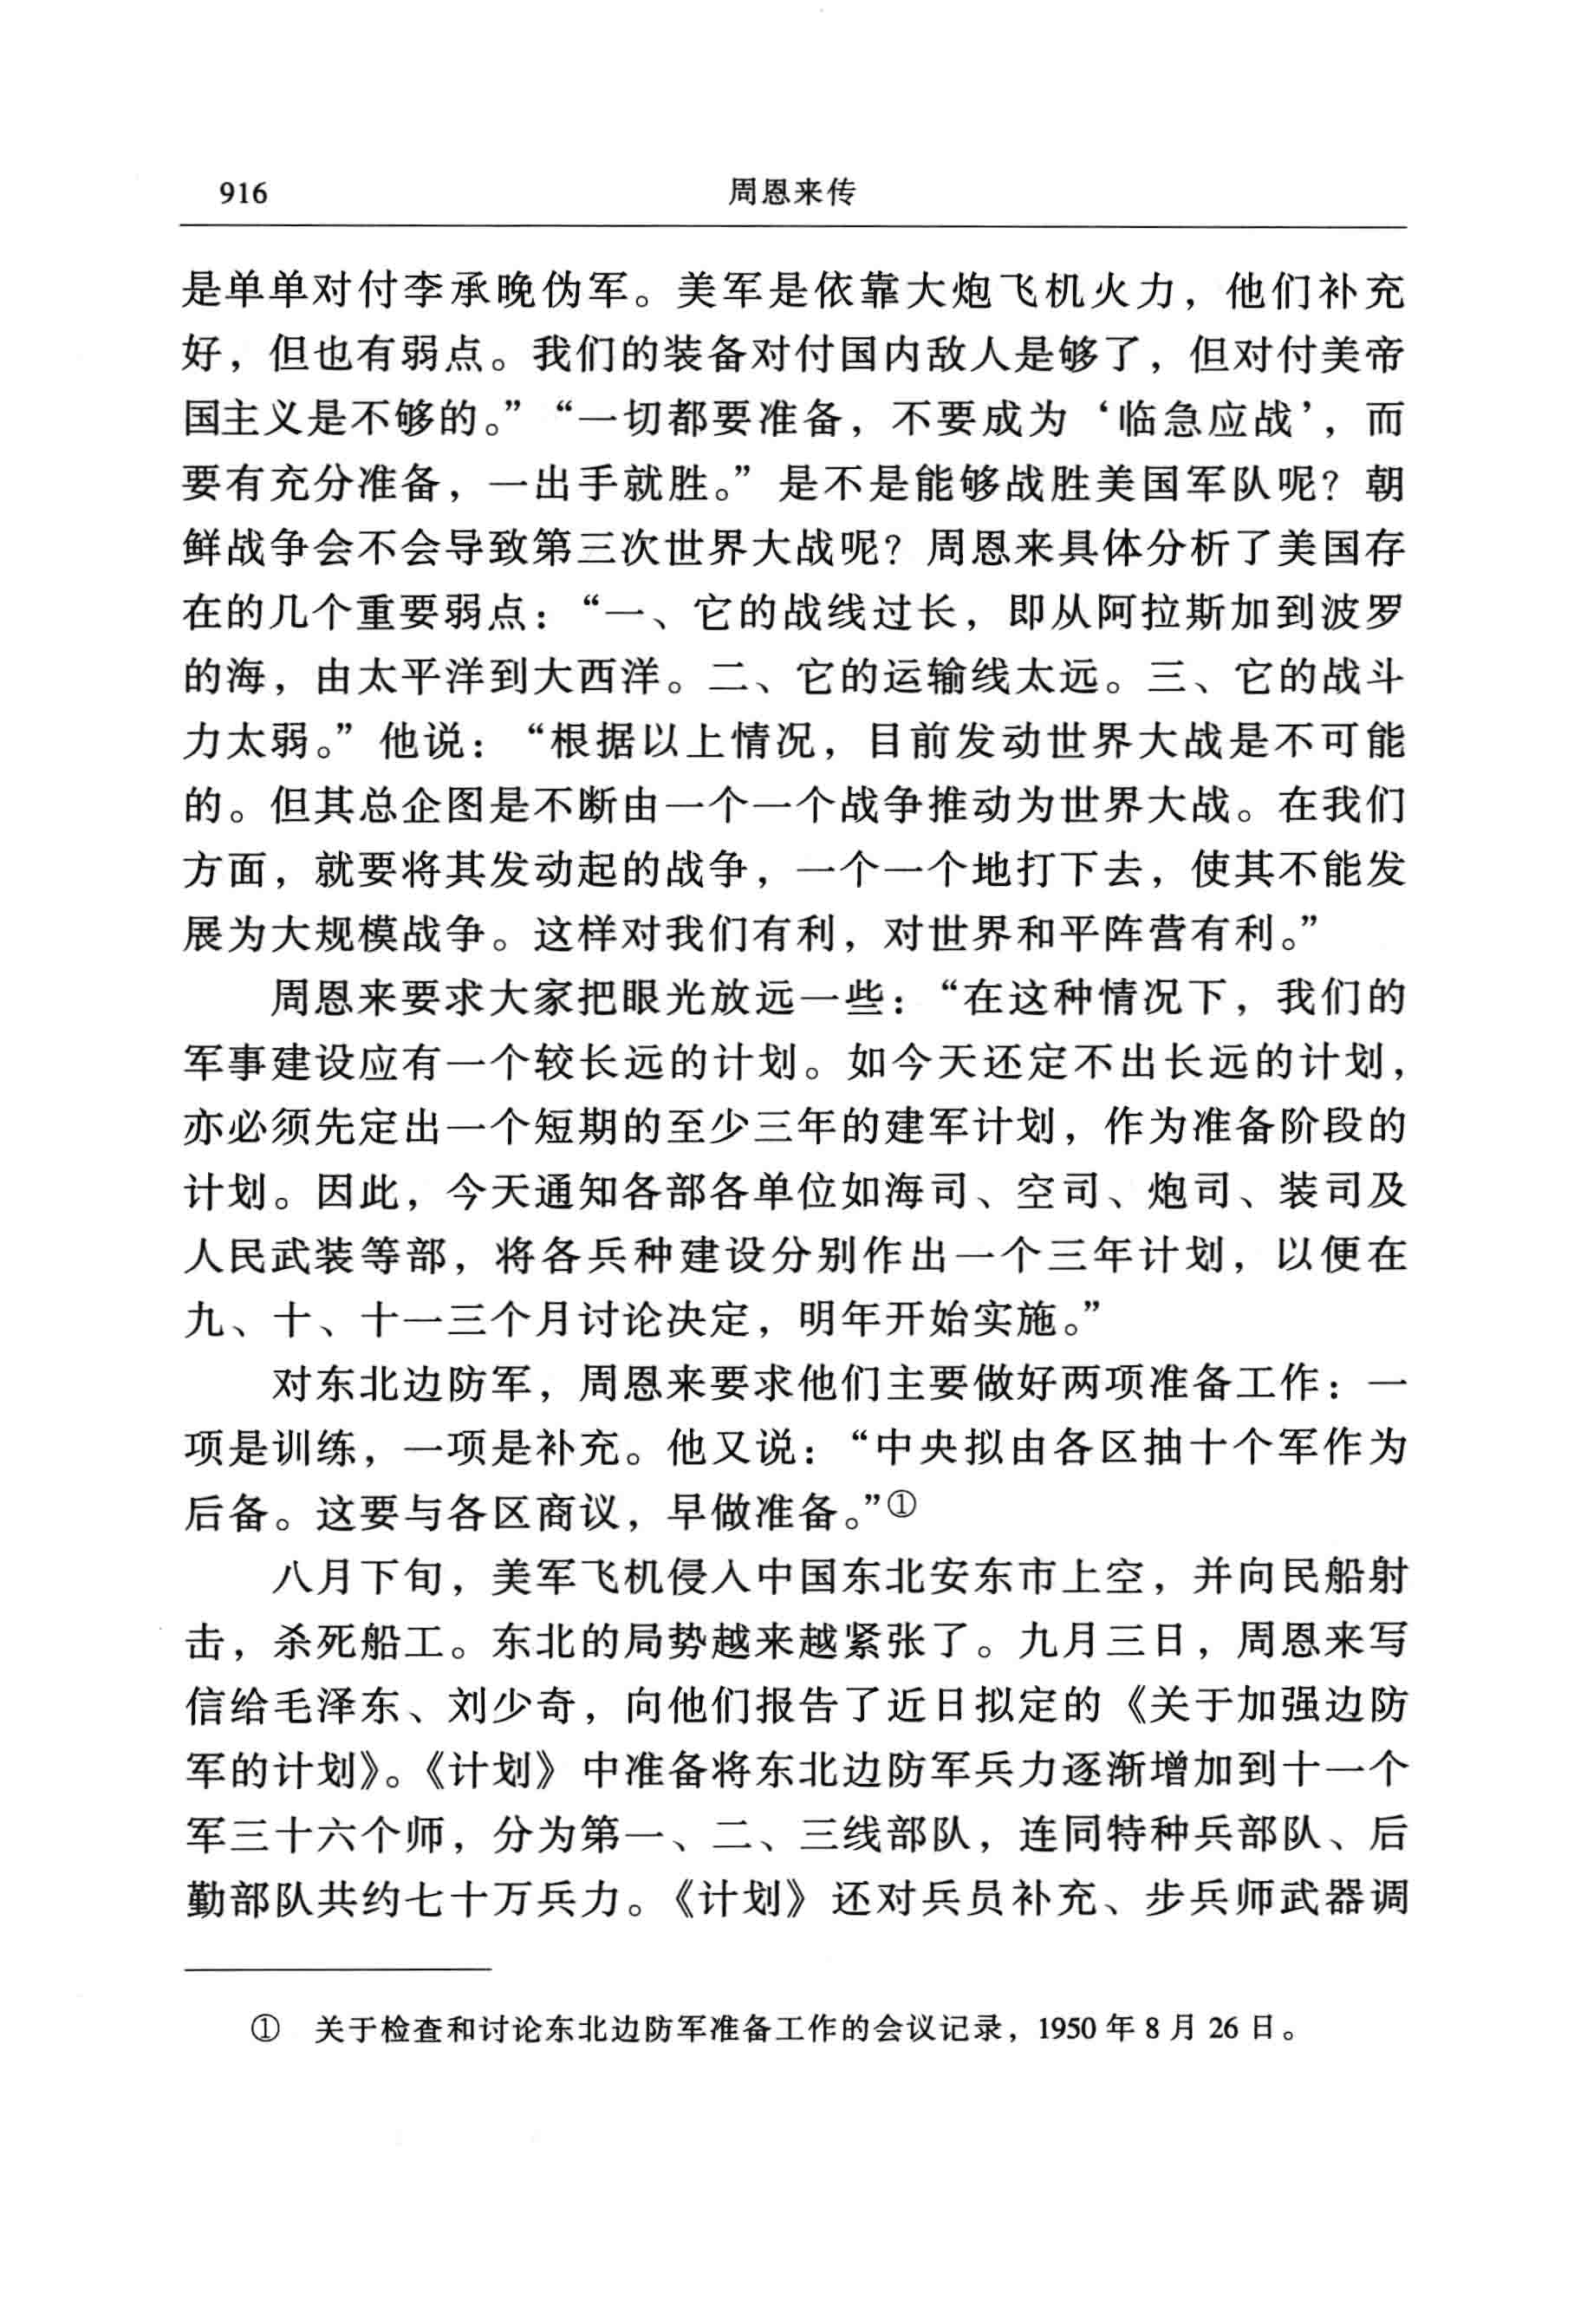 916
周恩来传
是单单对付李承晚伪军。美军是依靠大炮飞机火力，他们补充
好，但也有弱点。我们的装备对付国内敌人是够了，但对付美帝
国主义是不够的。”“一切都要准备，不要成为‘临急应战’，而
要有充分准备，一出手就胜。”是不是能够战胜美国军队呢？朝
鲜战争会不会导致第三次世界大战呢？周恩来具体分析了美国存
在的几个重要弱点：“一、它的战线过长，即从阿拉斯加到波罗
的海，由太平洋到大西洋。二、它的运输线太远。三、它的战斗
力太弱。”他说：“根据以上情况，目前发动世界大战是不可能
的。但其总企图是不断由一个一个战争推动为世界大战。在我们
方面，就要将其发动起的战争，一个一个地打下去，使其不能发
展为大规模战争。这样对我们有利，对世界和平阵营有利。”
周恩来要求大家把眼光放远一些：“在这种情况下，我们的
军事建设应有一个较长远的计划。如今天还定不出长远的计划，
亦必须先定出一个短期的至少三年的建军计划，作为准备阶段的
计划。因此，今天通知各部各单位如海司、空司、炮司、装司及
人民武装等部，将各兵种建设分别作出一个三年计划，以便在
九、十、十一三个月讨论决定，明年开始实施。”
对东北边防军，周恩来要求他们主要做好两项准备工作：一
项是训练，一项是补充。他又说：“中央拟由各区抽十个军作为
后备。这要与各区商议，早做准备。”①
八月下旬，美军飞机侵入中国东北安东市上空，并向民船射
击，杀死船工。东北的局势越来越紧张了。九月三日，周恩来写
信给毛泽东、刘少奇，向他们报告了近日拟定的《关于加强边防
军的计划》。《计划》中准备将东北边防军兵力逐渐增加到十一个
军三十六个师，分为第一、二、三线部队，连同特种兵部队、后
勤部队共约七十万兵力。《计划》还对兵员补充、步兵师武器调
① 关于检查和讨论东北边防军准备工作的会议记录，1950年8月26日。